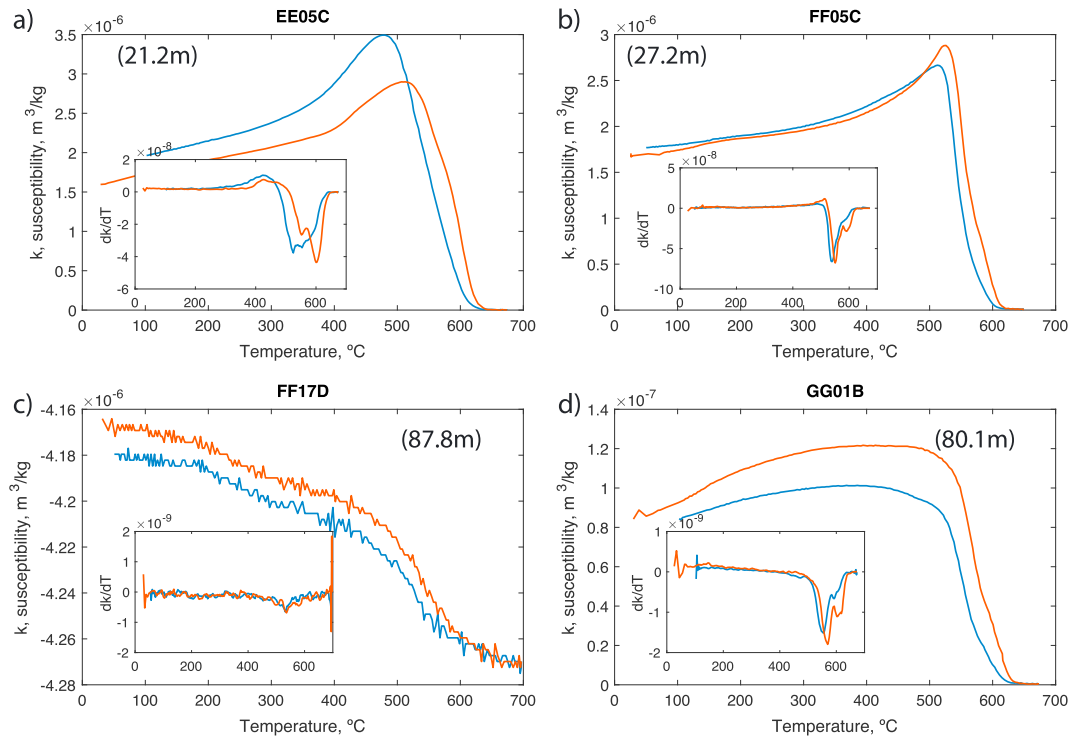 a)
EE05C
×10⁻⁶
(21.2m)
3.5
3
2.5
2
1.5
1
0.5
0
k, susceptibility, m ³/kg
0 100 200 300 400 500 600 700
Temperature, ºC
×10⁻⁸
2
0
-2
-4
-6
dk/dT
0 200 400 600
b)
FF05C
×10⁻⁶
(27.2m)
3
2.5
2
1.5
1
0.5
0
k, susceptibility, m ³/kg
0 100 200 300 400 500 600 700
Temperature, ºC
×10⁻⁸
5
0
-5
-10
dk/dT
0 200 400 600
c)
FF17D
×10⁻⁶
(87.8m)
-4.16
-4.18
-4.2
-4.22
-4.24
-4.26
-4.28
k, susceptibility, m ³/kg
0 100 200 300 400 500 600 700
Temperature, ºC
×10⁻⁹
2
1
0
-1
-2
dk/dT
0 200 400 600
d)
GG01B
×10⁻⁷
(80.1m)
1.4
1.2
1
0.8
0.6
0.4
0.2
0
k, susceptibility, m ³/kg
0 100 200 300 400 500 600 700
Temperature, ºC
×10⁻⁹
1
0
-1
-2
dk/dT
0 200 400 600